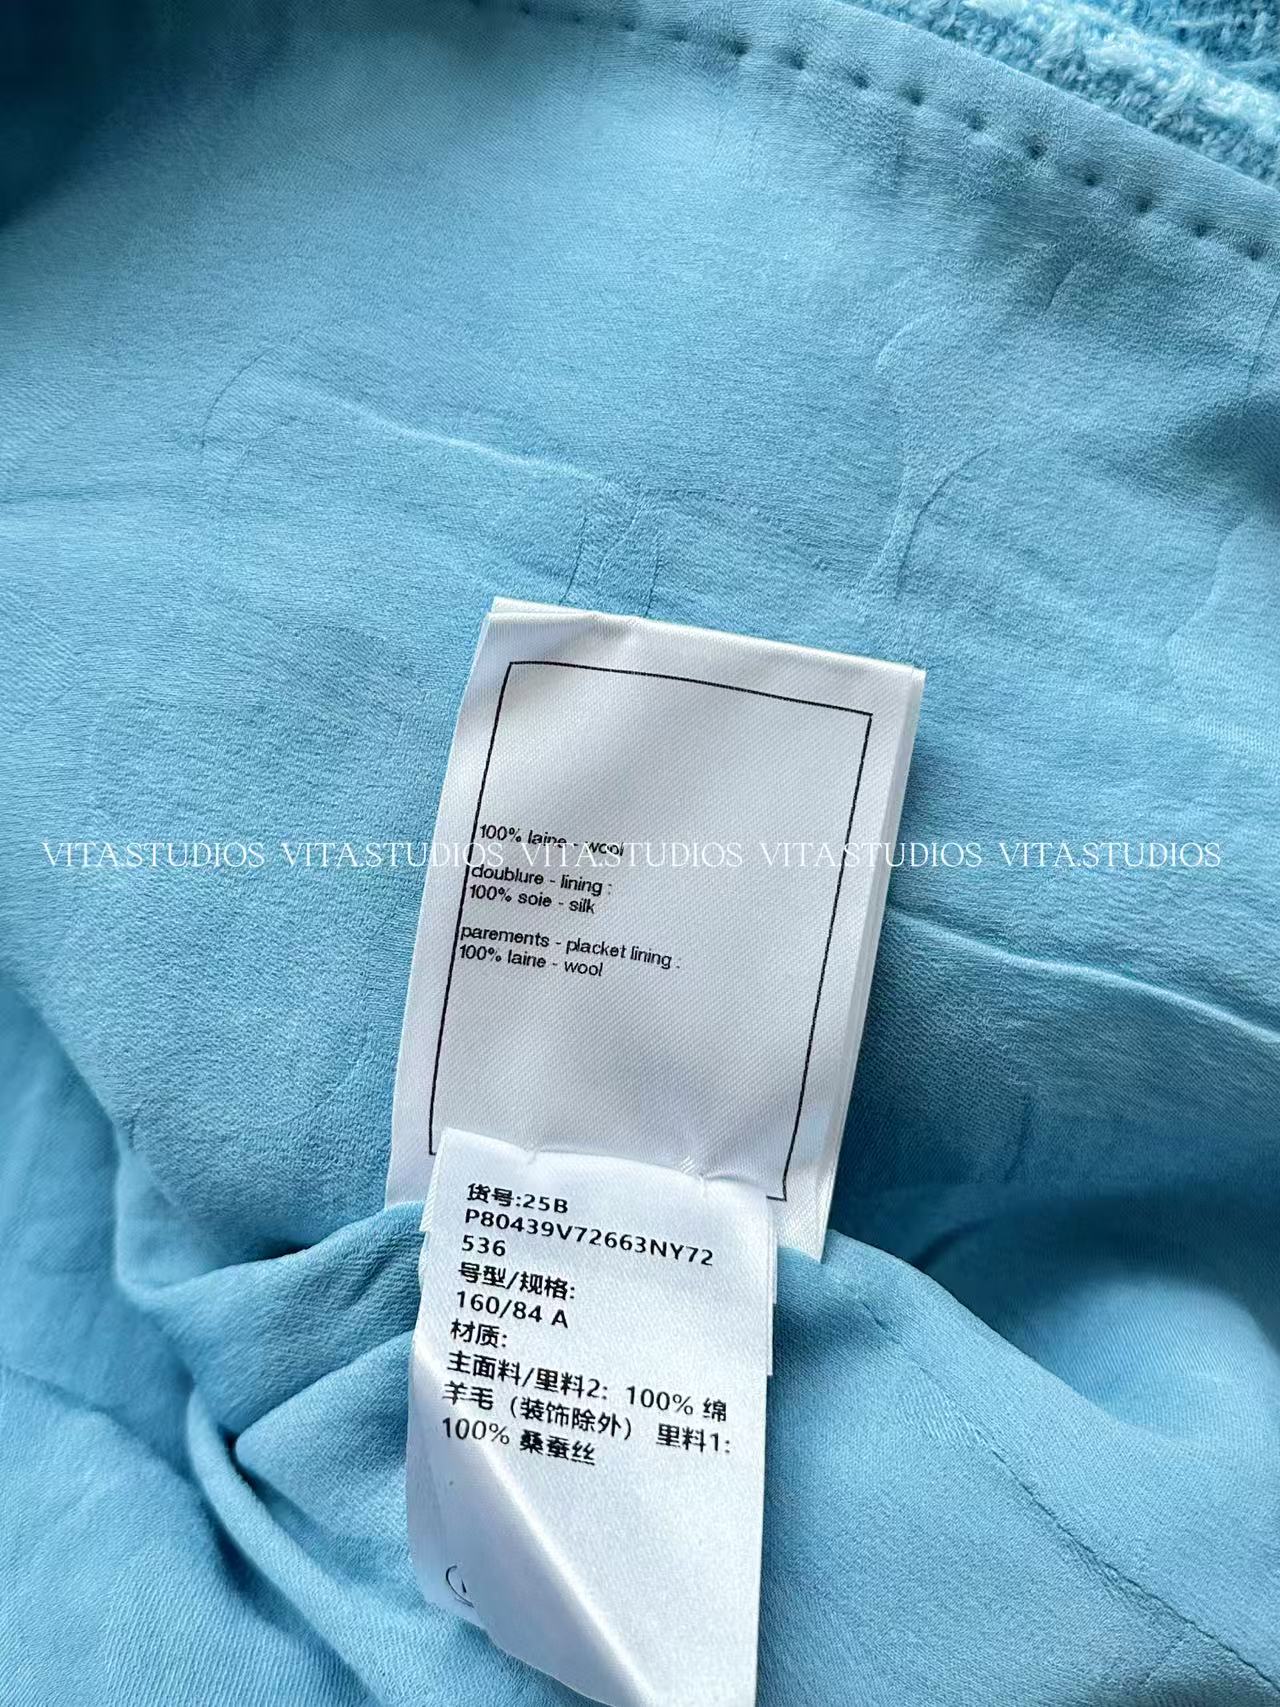 100% laine - wool
VITA.STUDIOS VITA.STUDIOS VITA.STUDIOS VITA.STUDIOS VITA.STUDIOS
doublure - lining :
100% soie - silk
parements - placket lining :
100% laine - wool
货号:25B
P80439V72663NY72
536
号型/规格:
160/84 A
材质:
主面料/里料2: 100% 绵
羊毛（装饰除外） 里料1:
100% 桑蚕丝